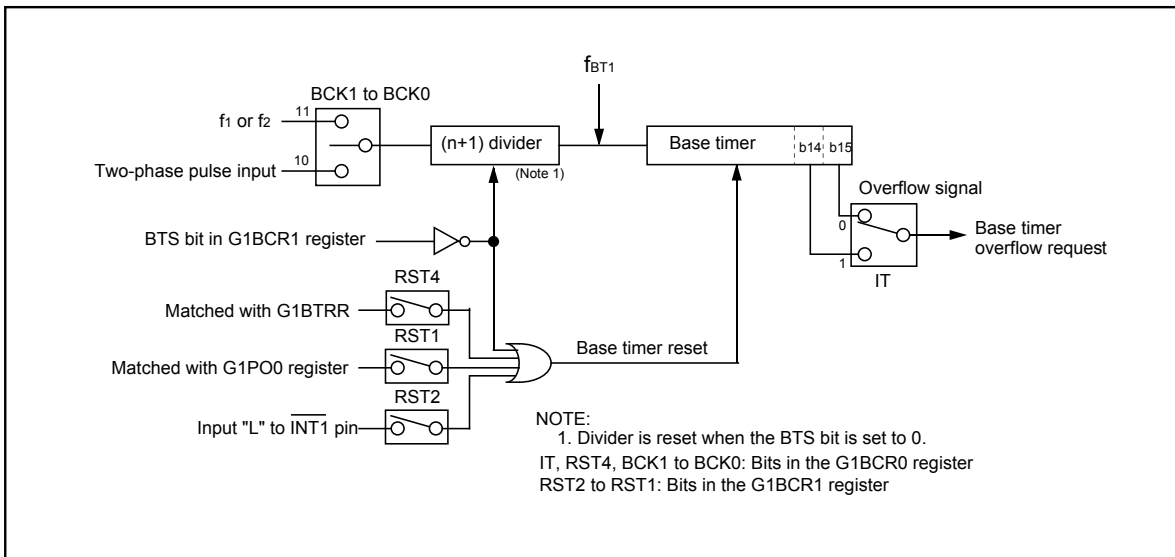 fBT1
BCK1 to BCK0
11
f1 or f2
10
Two-phase pulse input
(n+1) divider
(Note 1)
Base timer
b14 b15
Overflow signal
0
1
IT
Base timer
overflow request
BTS bit in G1BCR1 register
RST4
Matched with G1BTRR
RST1
Matched with G1PO0 register
RST2
Input "L" to INT1 pin
Base timer reset
NOTE:
1. Divider is reset when the BTS bit is set to 0.
IT, RST4, BCK1 to BCK0: Bits in the G1BCR0 register
RST2 to RST1: Bits in the G1BCR1 register